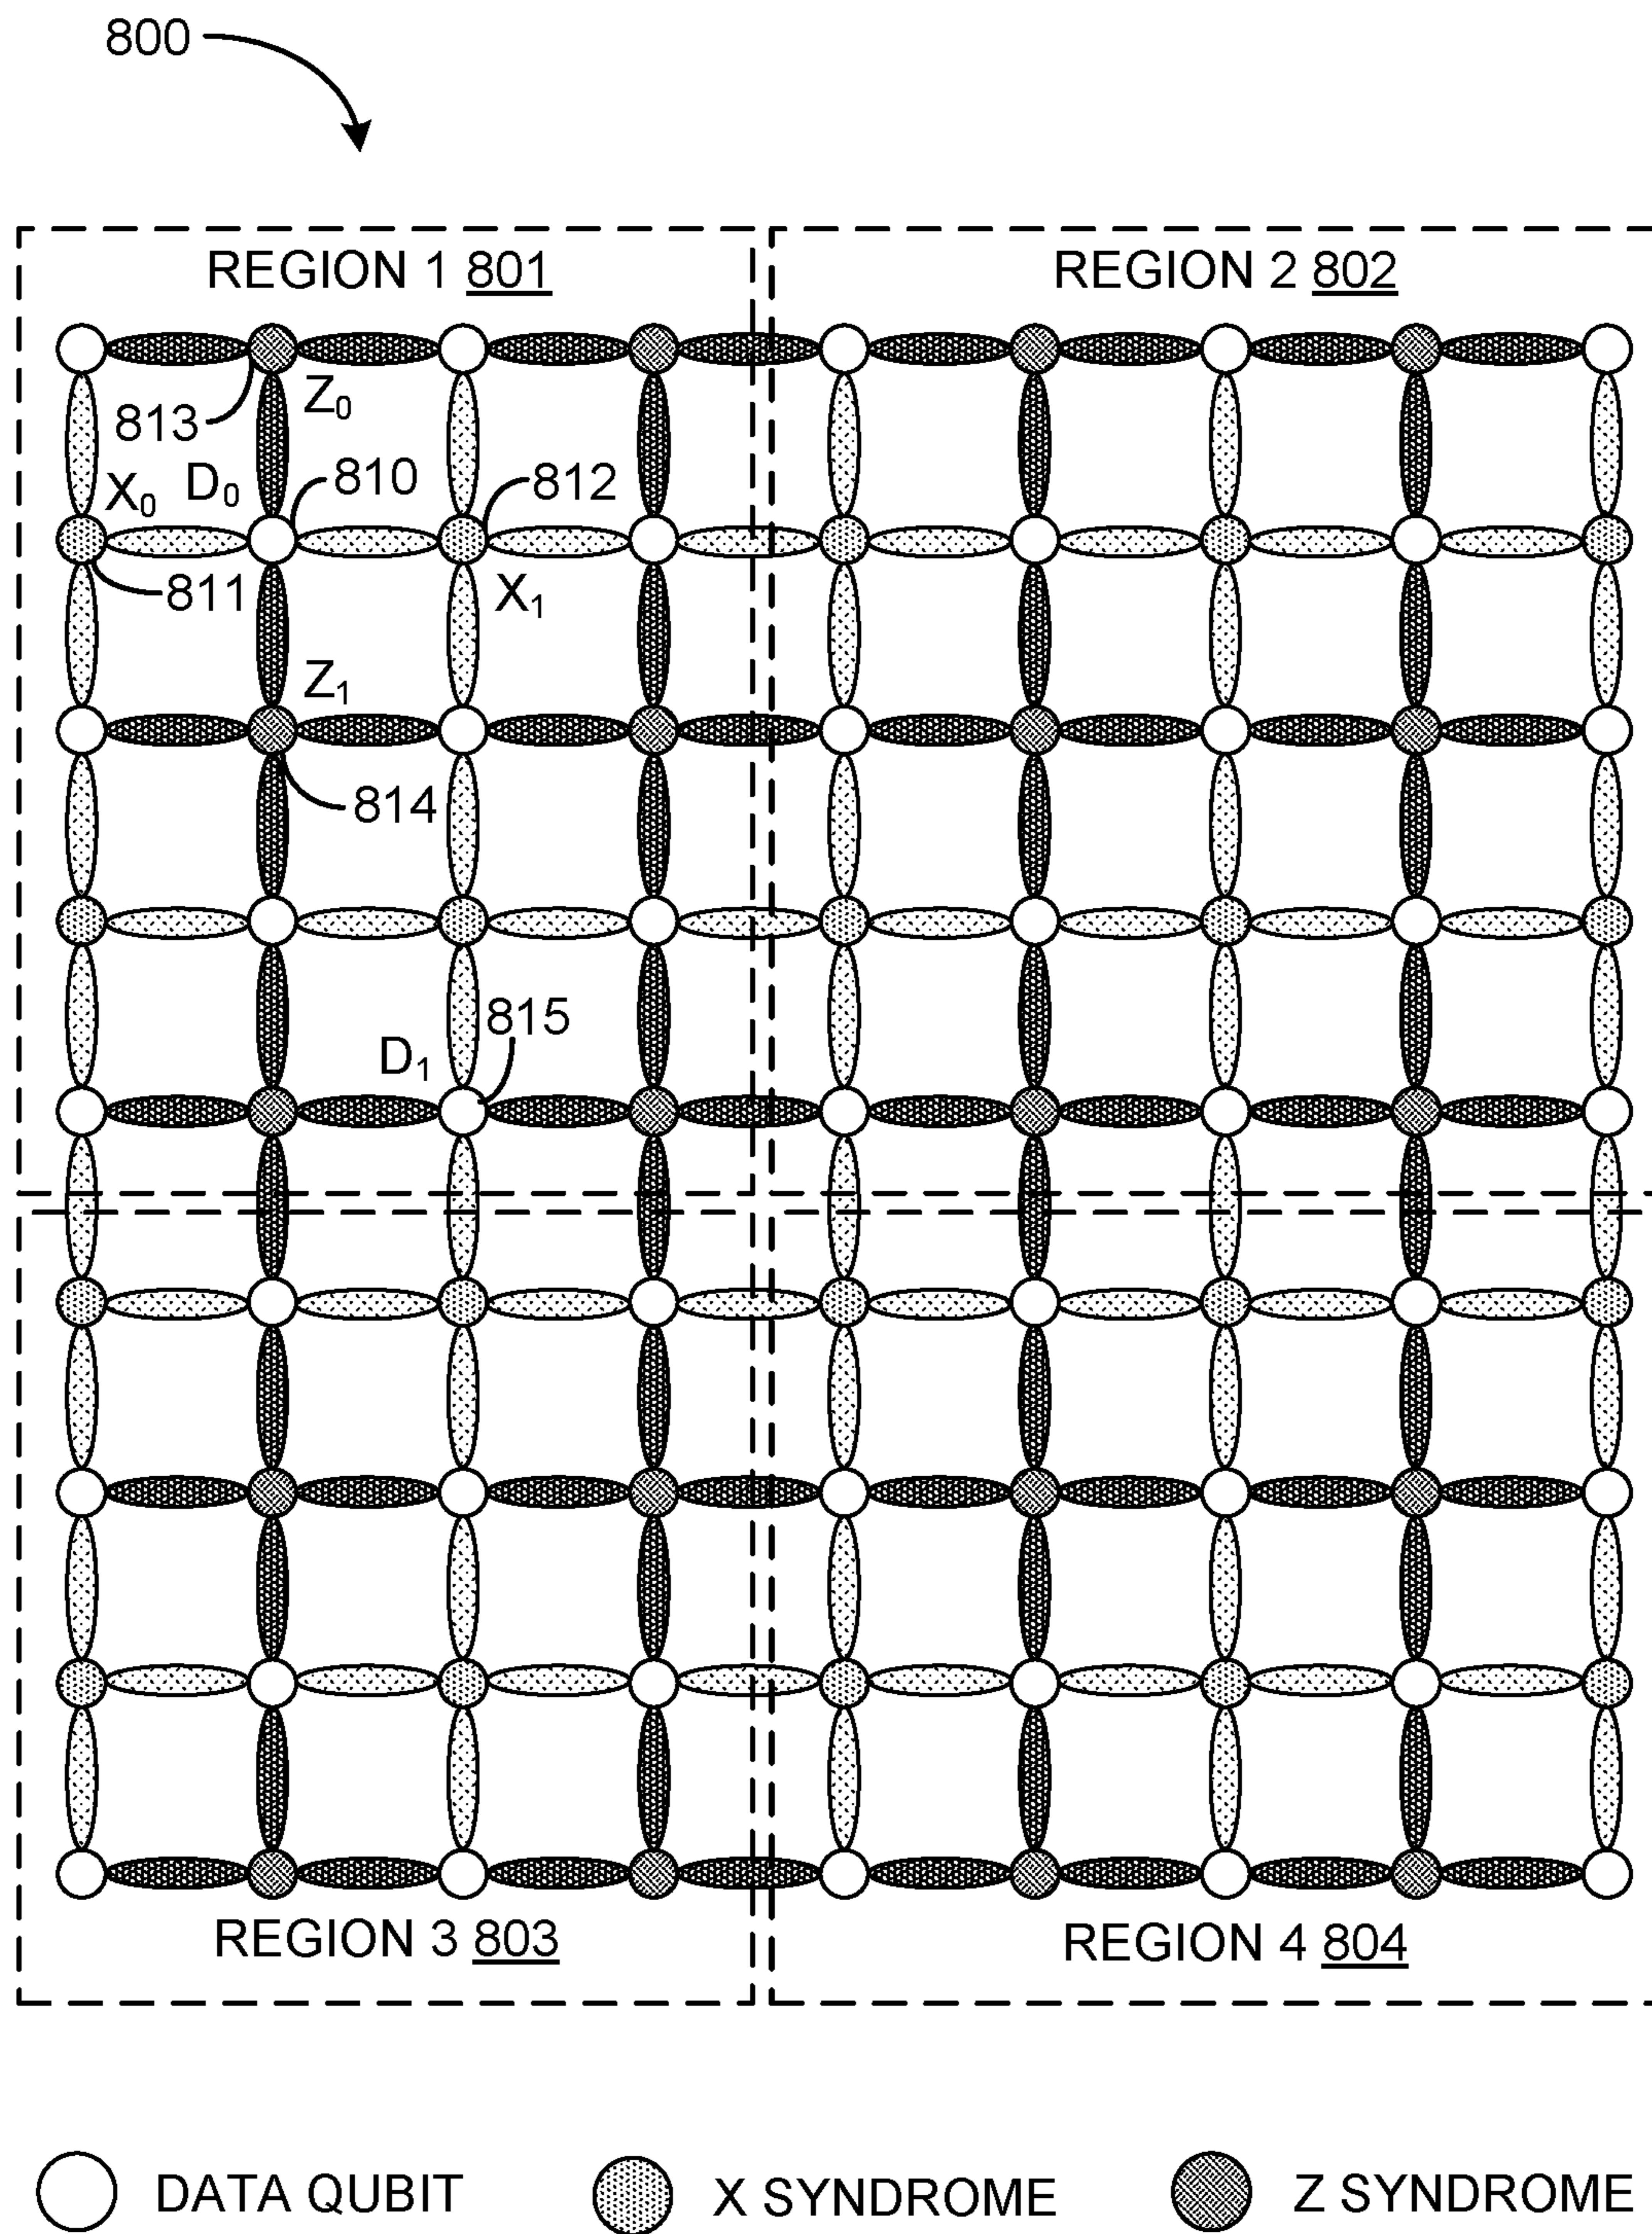 800
REGION 1 801
REGION 2 802
Z₀
813
X₀ D₀ 810
812
811
X₁
Z₁
814
815
D₁
REGION 3 803
REGION 4 804
DATA QUBIT
X SYNDROME
Z SYNDROME